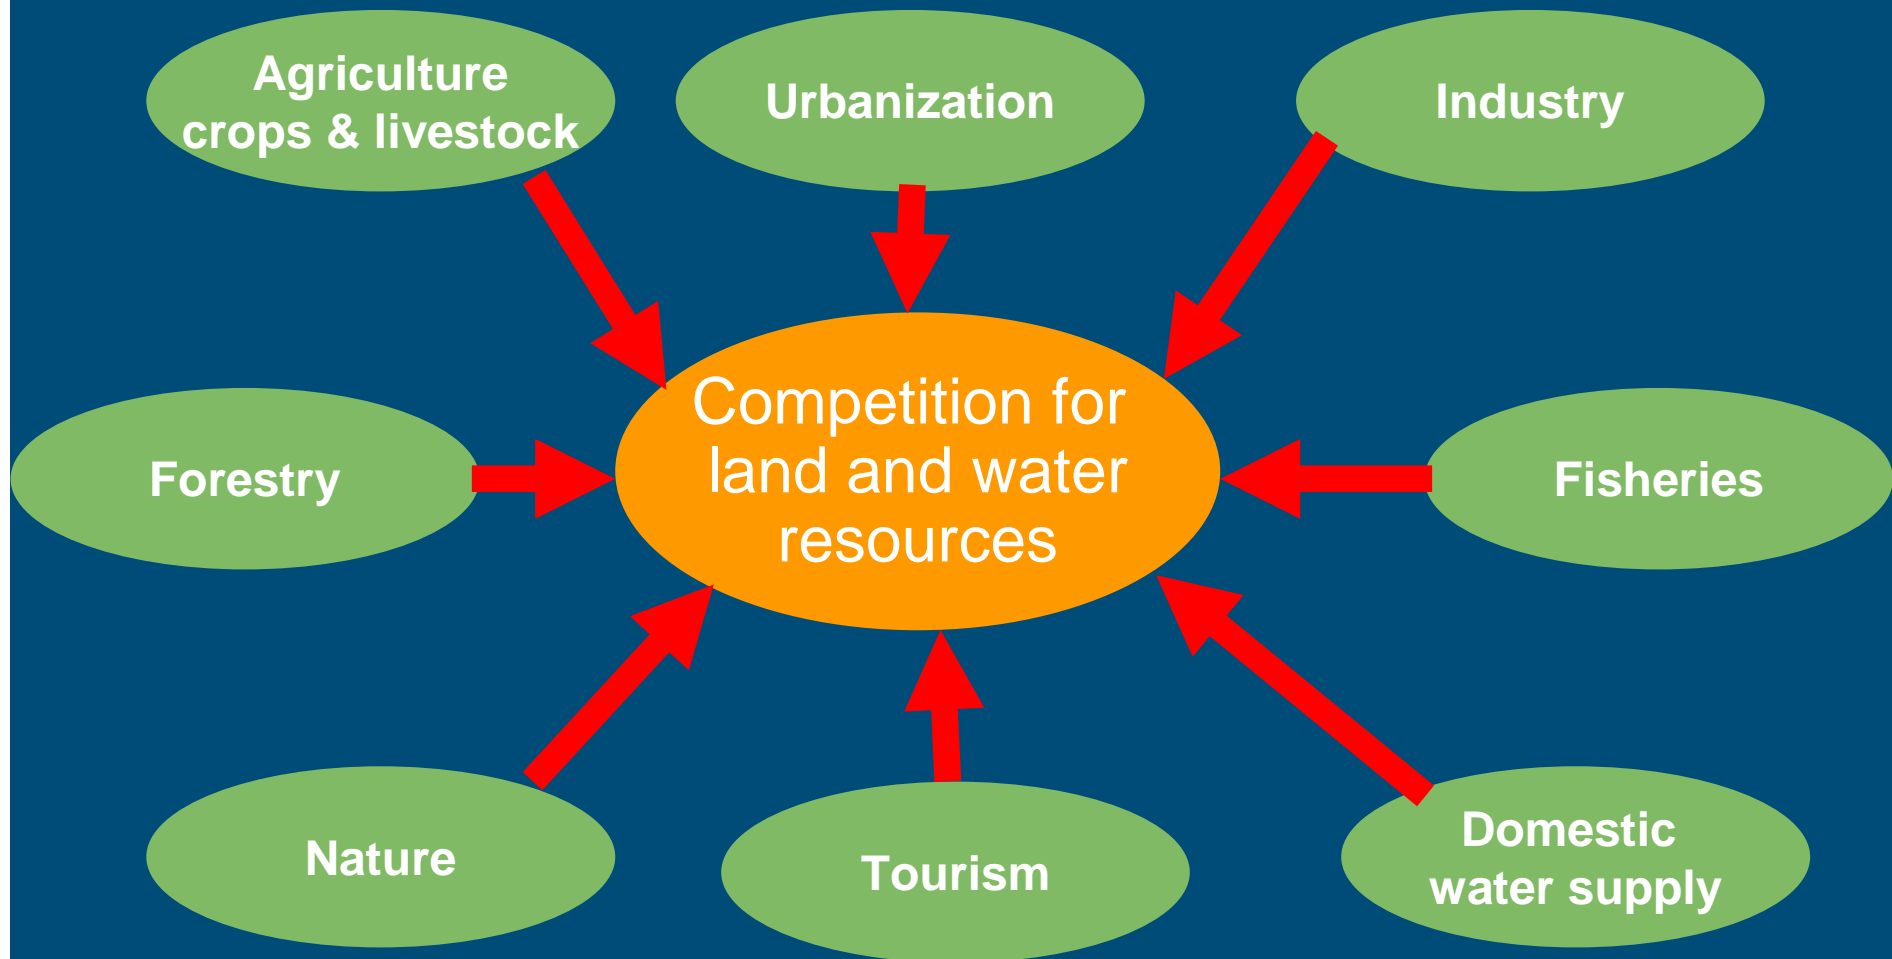 Agriculture
crops & livestock
Urbanization
Industry
Competition for
land and water
resources
Forestry
Fisheries
Nature
Tourism
Domestic
water supply